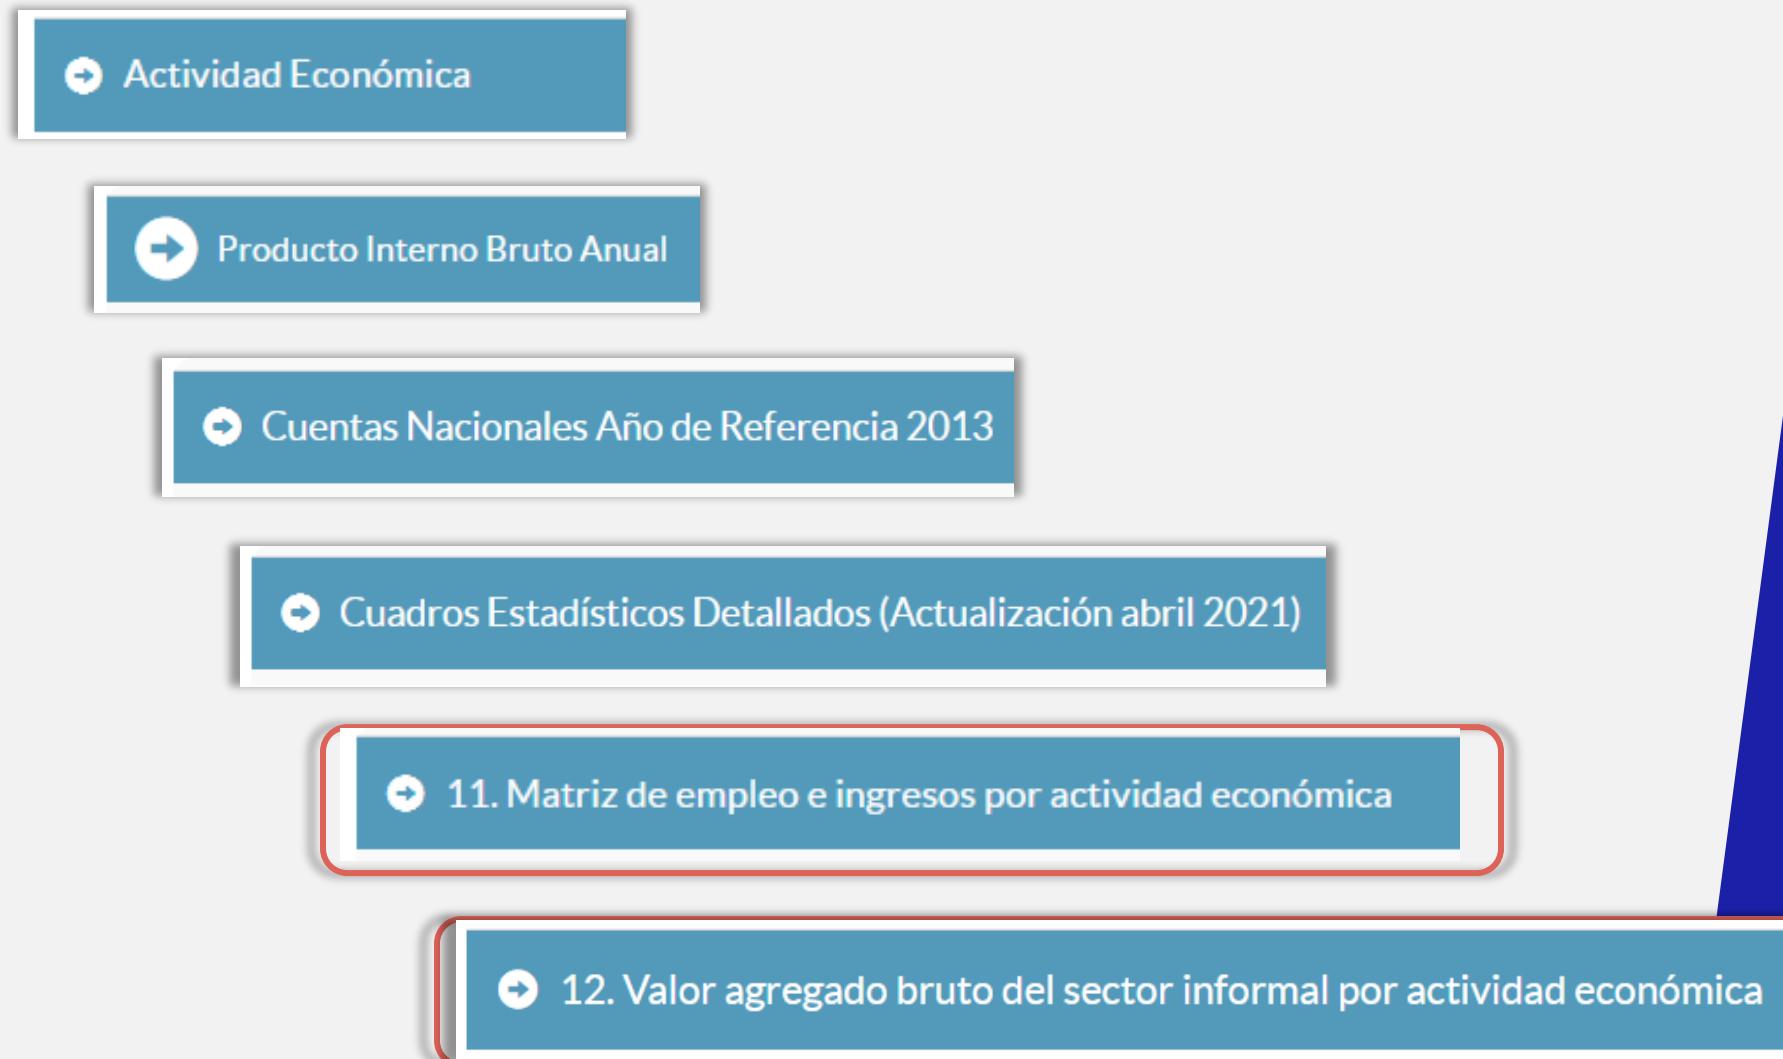 Actividad Económica
Producto Interno Bruto Anual
Cuentas Nacionales Año de Referencia 2013
Cuadros Estadísticos Detallados (Actualización abril 2021)
11. Matriz de empleo e ingresos por actividad económica
12. Valor agregado bruto del sector informal por actividad económica